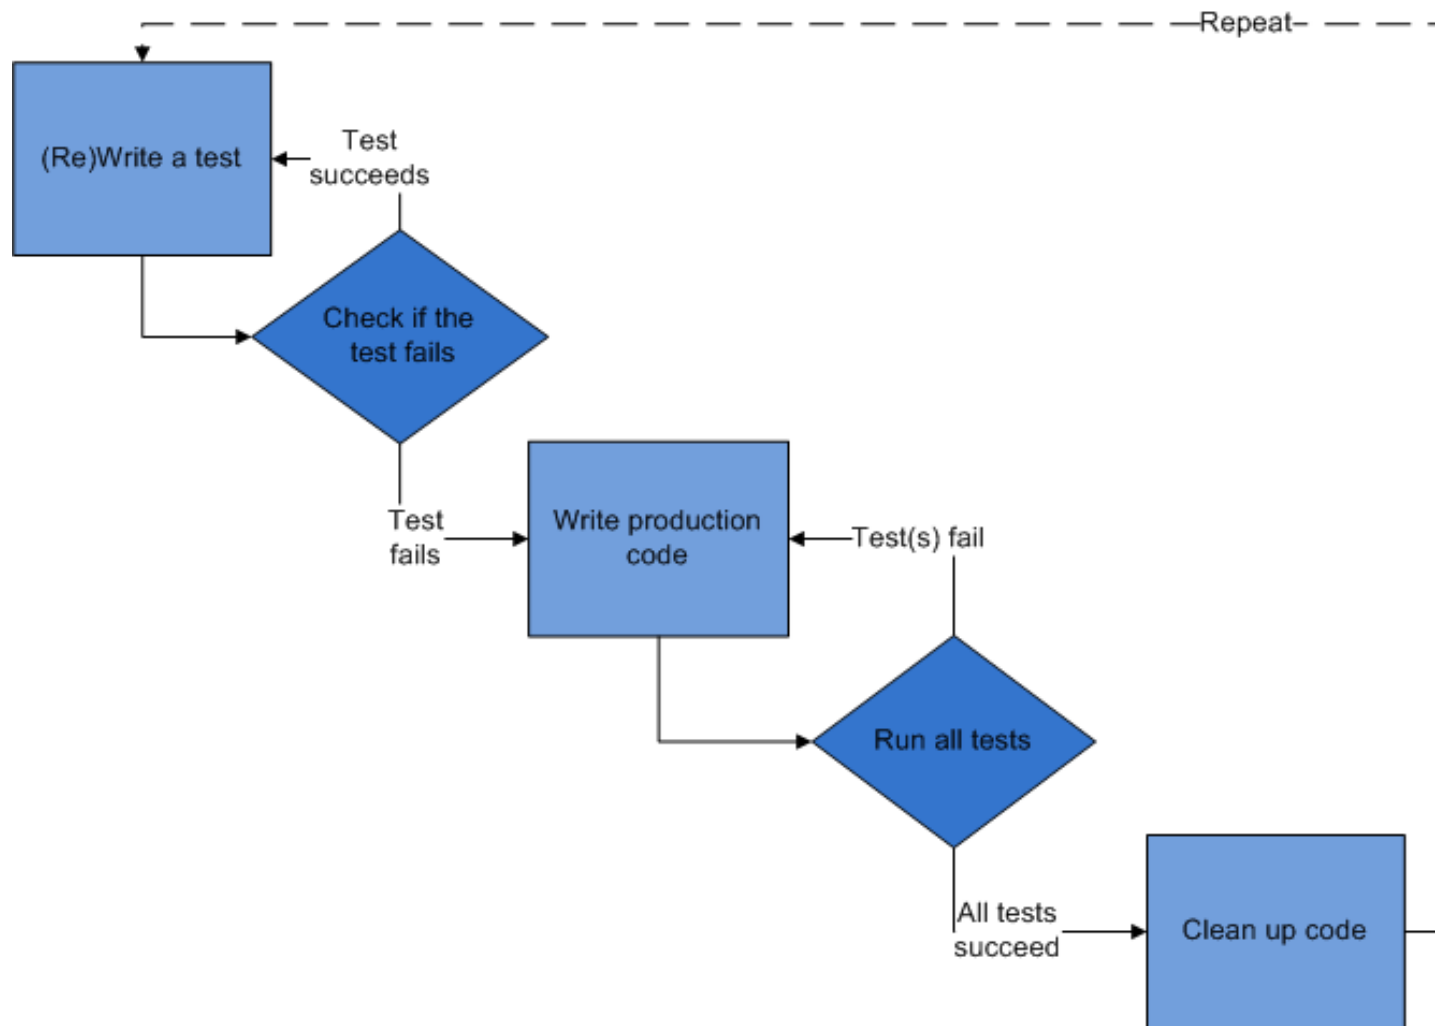 Repeat
(Re)Write a test
Test
succeeds
Check if the
test fails
Test
fails
Write production
code
Test(s) fail
Run all tests
All tests
succeed
Clean up code